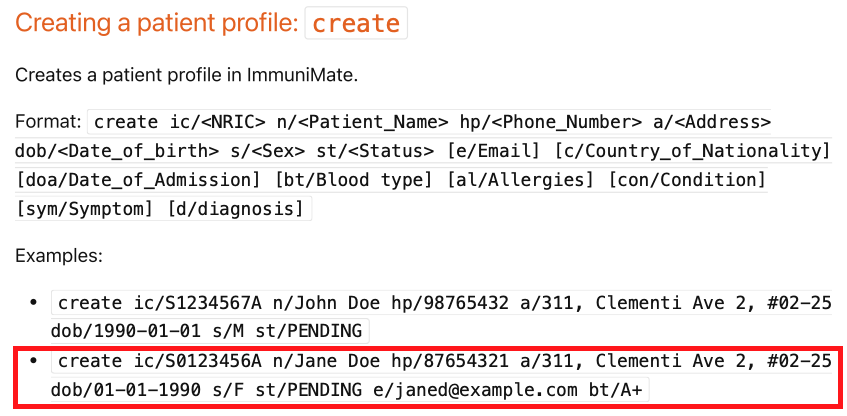 Creating a patient profile: create
Creates a patient profile in ImmuniMate.
Format: create ic/<NRIC> n/<Patient_Name> hp/<Phone_Number> a/<Address>
dob/<Date_of_birth> s/<Sex> st/<Status> [e/Email] [c/Country_of_Nationality]
[doa/Date_of_Admission] [bt/Blood type] [al/Allergies] [con/Condition]
[sym/Symptom] [d/diagnosis]
Examples:
• create ic/S1234567A n/John Doe hp/98765432 a/311, Clementi Ave 2, #02-25
dob/1990-01-01 s/M st/PENDING
• create ic/S0123456A n/Jane Doe hp/87654321 a/311, Clementi Ave 2, #02-25
dob/01-01-1990 s/F st/PENDING e/janed@example.com bt/A+